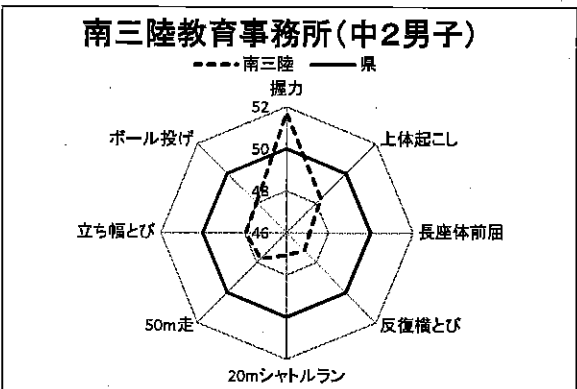 南三陸教育事務所(中2男子)
南三陸 県
握力
52
ボール投げ 上体起こし
50
48
立ち幅とび 46 長座体前屈
50m走 反復横とび
20mシャトルラン